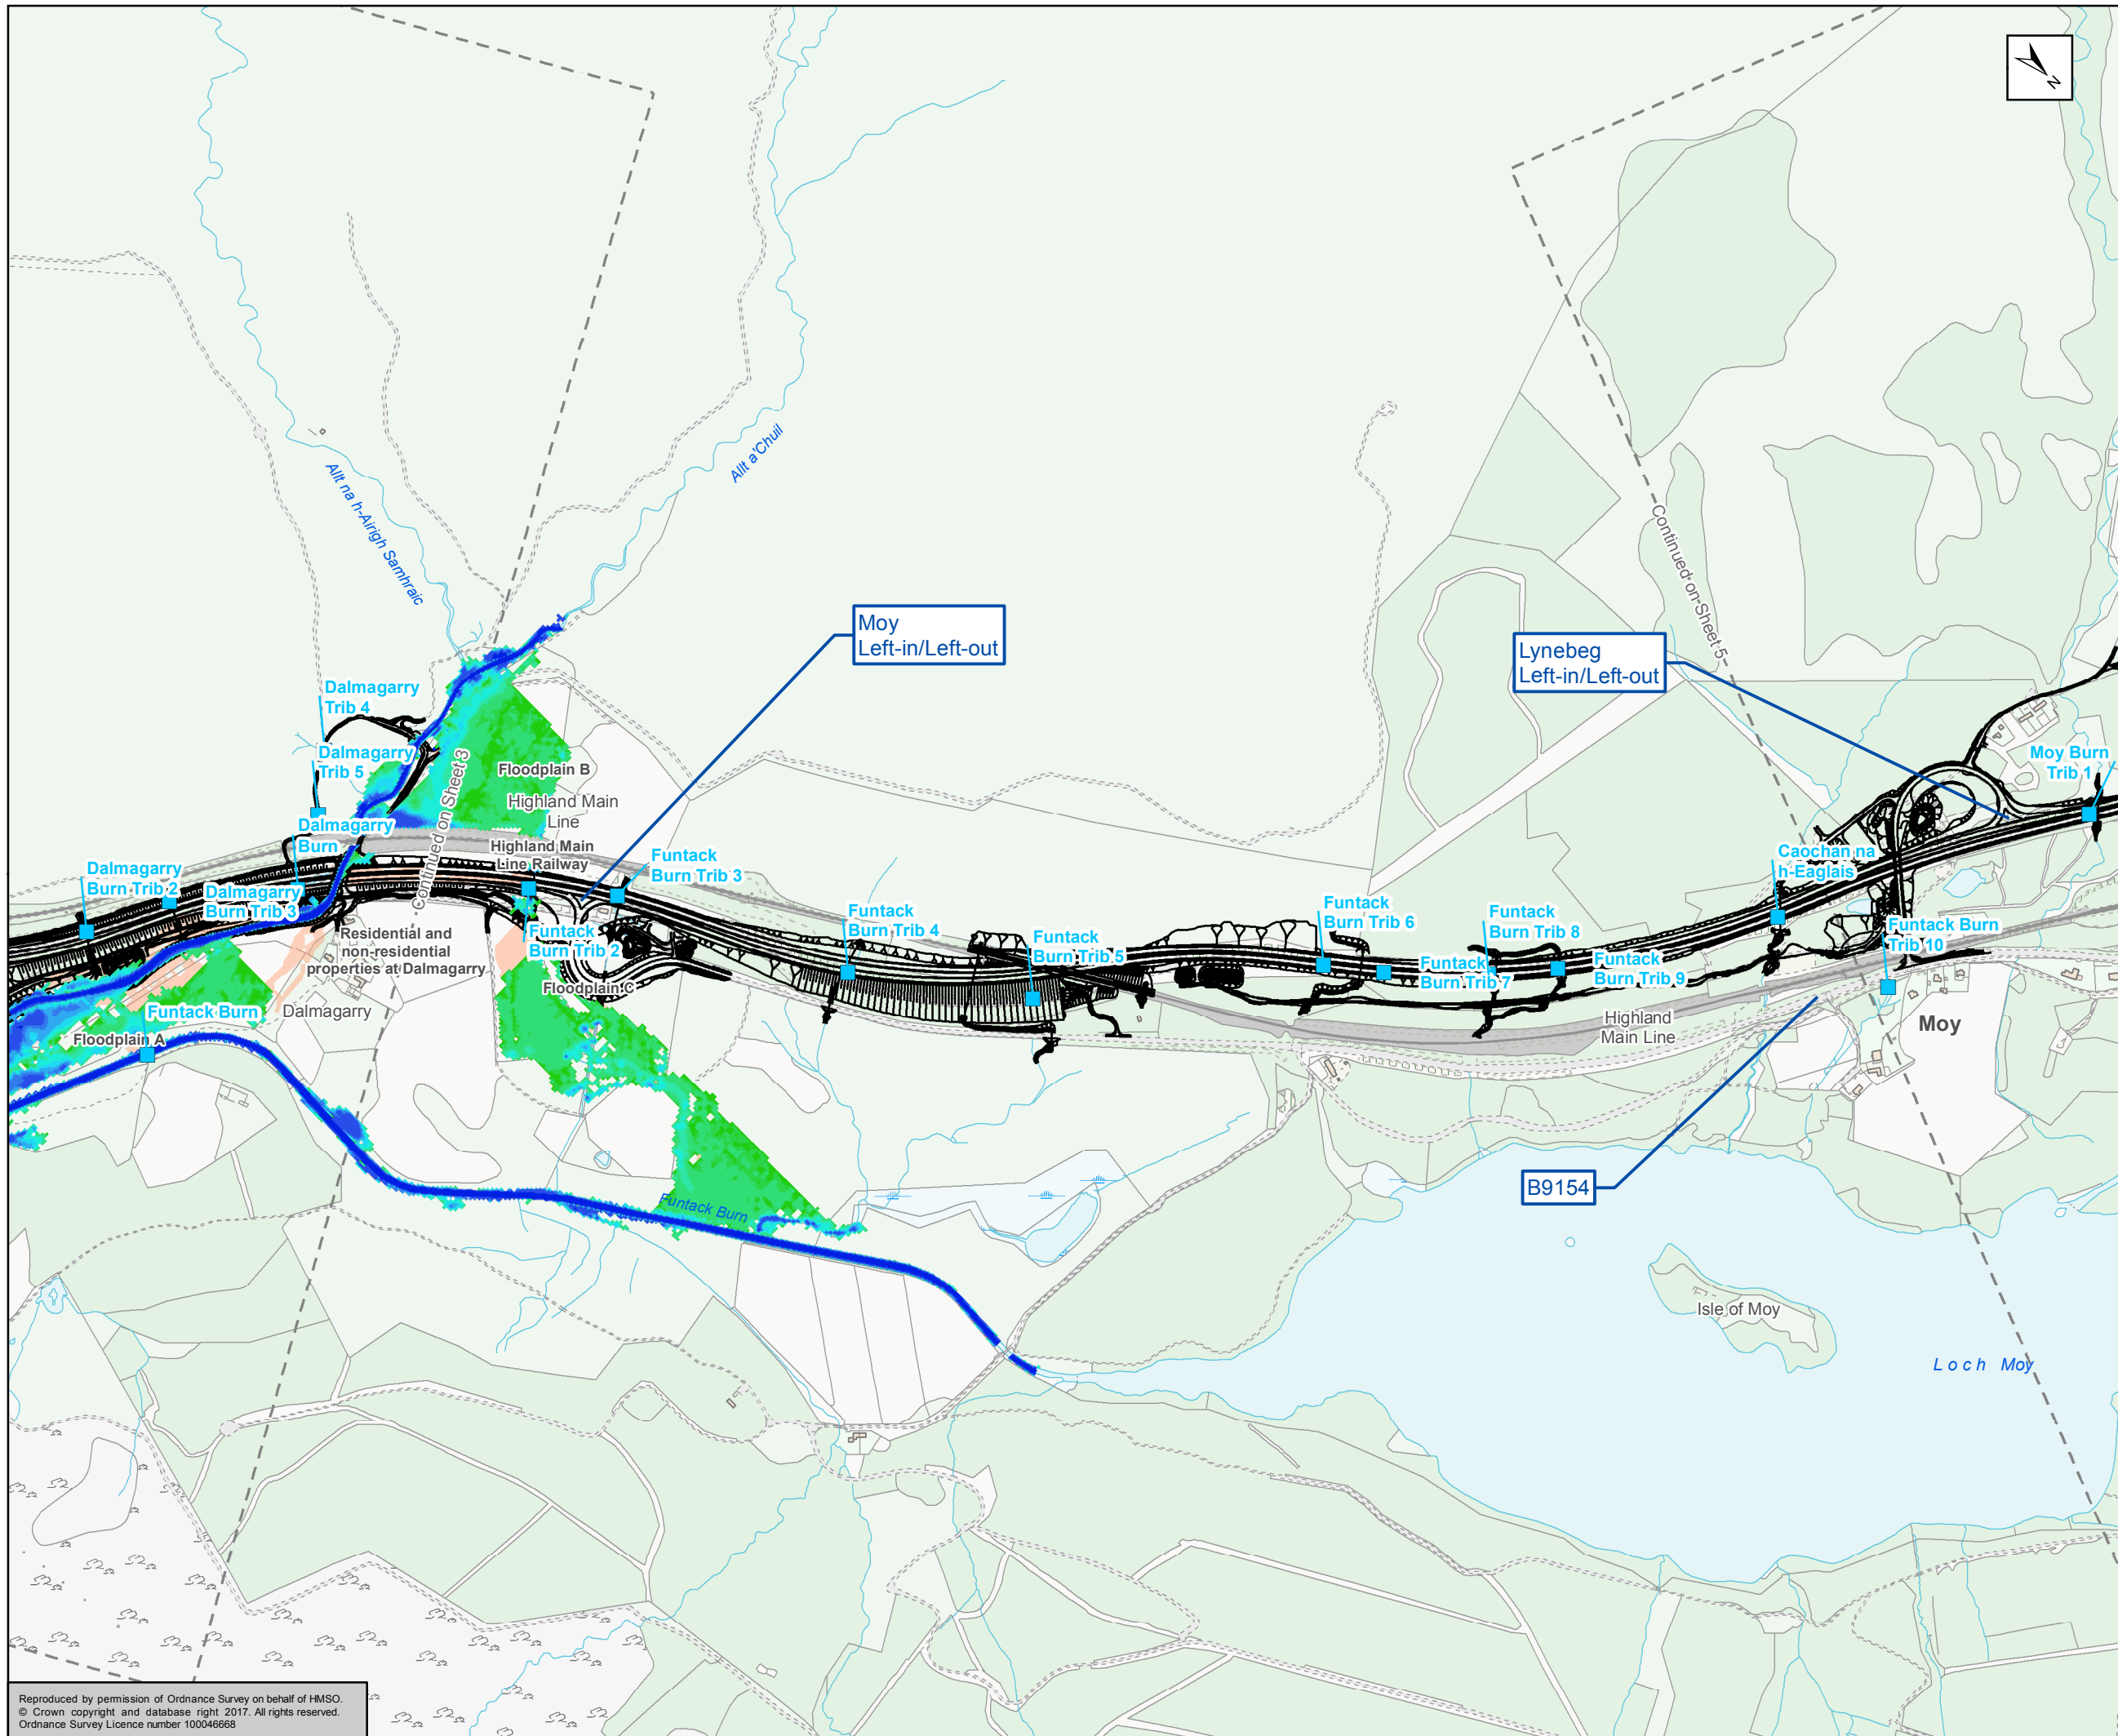 N
Allt na h-Airigh Samhraic
Allt a'Chuil
Continued on Sheet 5
Moy
Left-in/Left-out
Lynebeg
Left-in/Left-out
Dalmagarry
Trib 4
Dalmagarry
Trib 5
Continued on Sheet 3
Floodplain B
Highland Main
Line
Moy Burn
Trib 1
Dalmagarry
Burn
Highland Main
Line Railway
Funtack
Burn Trib 3
Caochan na
h-Eaglais
Dalmagarry
Burn Trib 2
Dalmagarry
Burn Trib 3
Funtack
Burn Trib 2
Funtack
Burn Trib 4
Funtack
Burn Trib 5
Funtack
Burn Trib 6
Funtack
Burn Trib 7
Funtack
Burn Trib 8
Funtack
Burn Trib 9
Funtack Burn
Trib 10
Residential and
non-residential
properties at Dalmagarry
Floodplain C
Dalmagarry
Funtack Burn
Floodplain A
Highland
Main Line
Moy
B9154
Funtack Burn
Isle of Moy
Loch Moy
Reproduced by permission of Ordnance Survey on behalf of HMSO.
© Crown copyright and database right 2017. All rights reserved.
Ordnance Survey Licence number 100046668